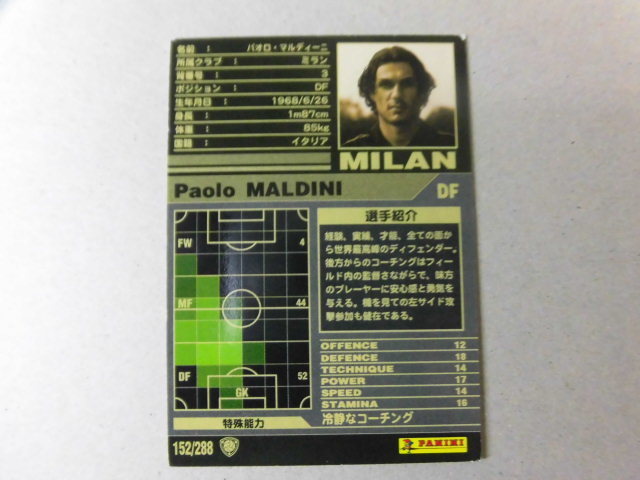 名前 : パオロ・マルディーニ
所属クラブ : ミラン
背番号 : 3
ポジション : DF
生年月日 : 1968/6/26
身長 : 1m87cm
体重 : 85kg
国籍 : イタリア
MILAN
Paolo MALDINI DF
FW 4
MF 44
DF 52
GK
選手紹介
経験、実績、才能、全ての面か
ら世界最高峰のディフェンダー。
後方からのコーチングはフィー
ルド内の監督さながらで、味方
のプレーヤーに安心感と勇気を
与える。機を見ての左サイド攻
撃参加も健在である。
OFFENCE 12
DEFENCE 18
TECHNIQUE 14
POWER 17
SPEED 14
STAMINA 16
特殊能力 冷静なコーチング
152/288
PANINI